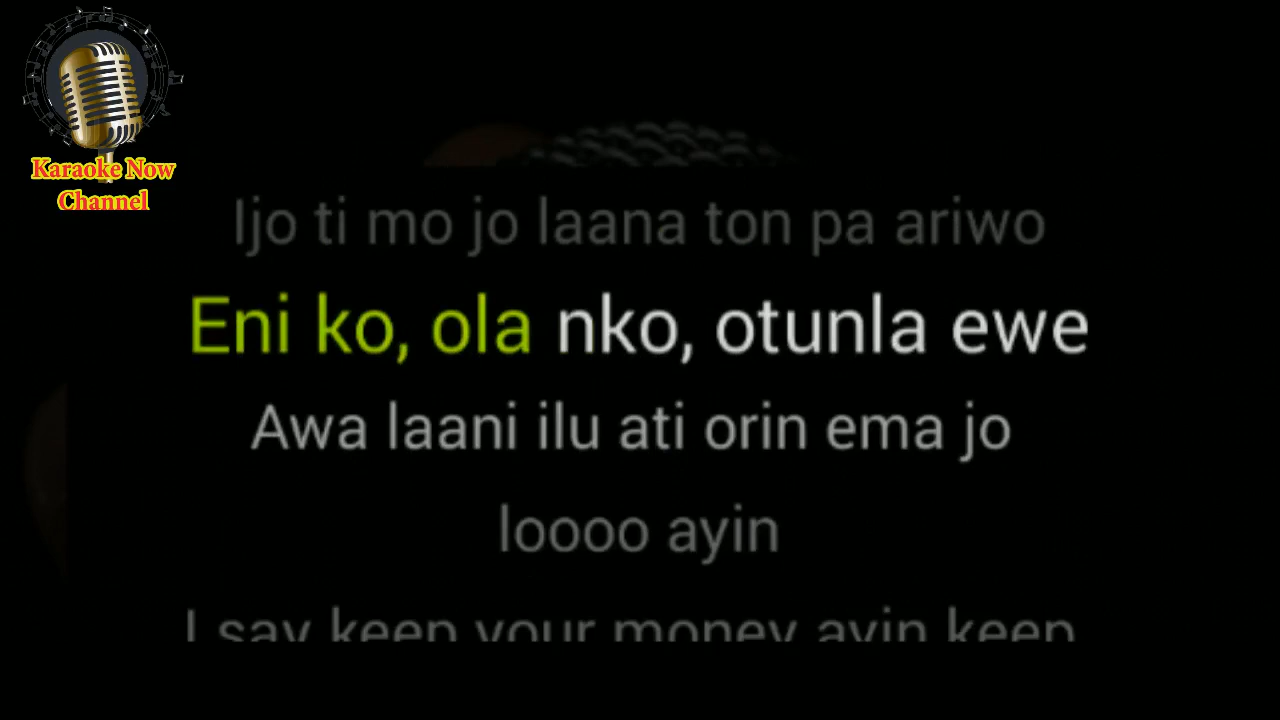 Karaoke Now
Channel
Ijo ti mo jo laana ton pa ariwo
Eni ko, ola nko, otunla ewe
Awa laani ilu ati orin ema jo
loooo ayin
I say keep your money ayin keep